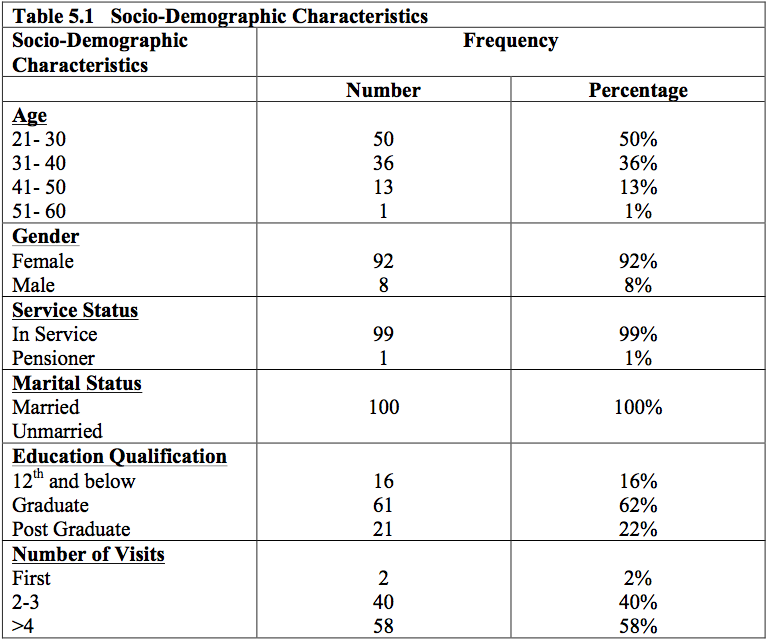 Table 5.1 Socio-Demographic Characteristics
Socio-Demographic Frequency
Characteristics
Number Percentage
Age
21- 30 50 50%
31- 40 36 36%
41- 50 13 13%
51- 60 1 1%
Gender
Female 92 92%
Male 8 8%
Service Status
In Service 99 99%
Pensioner 1 1%
Marital Status
Married 100 100%
Unmarried
Education Qualification
12th and below 16 16%
Graduate 61 62%
Post Graduate 21 22%
Number of Visits
First 2 2%
2-3 40 40%
>4 58 58%